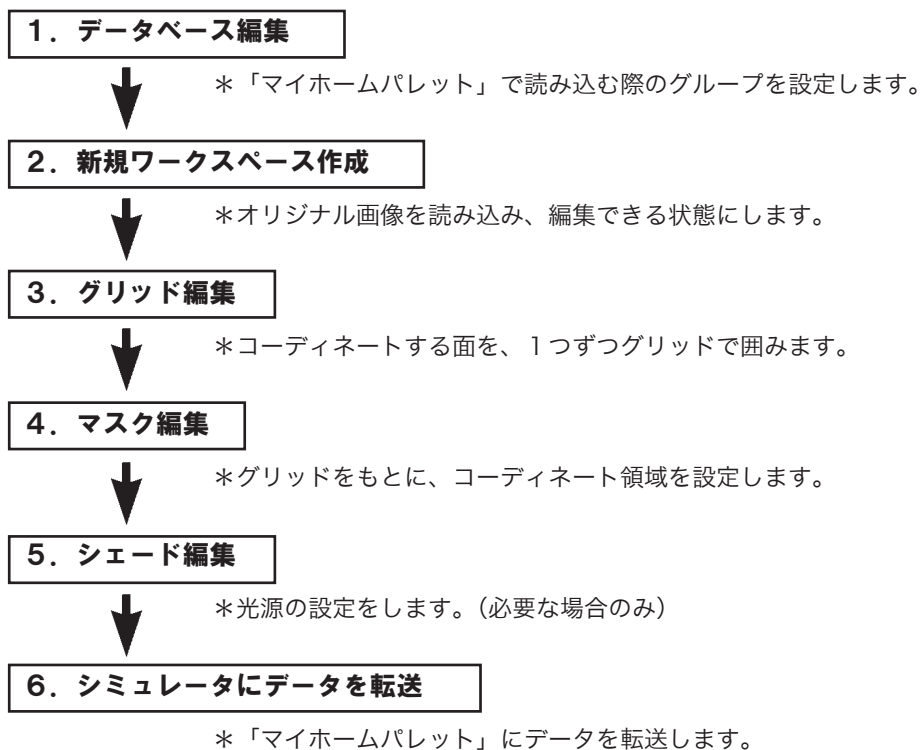 1．データベース編集
＊「マイホームパレット」で読み込む際のグループを設定します。
2．新規ワークスペース作成
＊オリジナル画像を読み込み、編集できる状態にします。
3．グリッド編集
＊コーディネートする面を、１つずつグリッドで囲みます。
4．マスク編集
＊グリッドをもとに、コーディネート領域を設定します。
5．シェード編集
＊光源の設定をします。（必要な場合のみ）
6．シミュレータにデータを転送
＊「マイホームパレット」にデータを転送します。